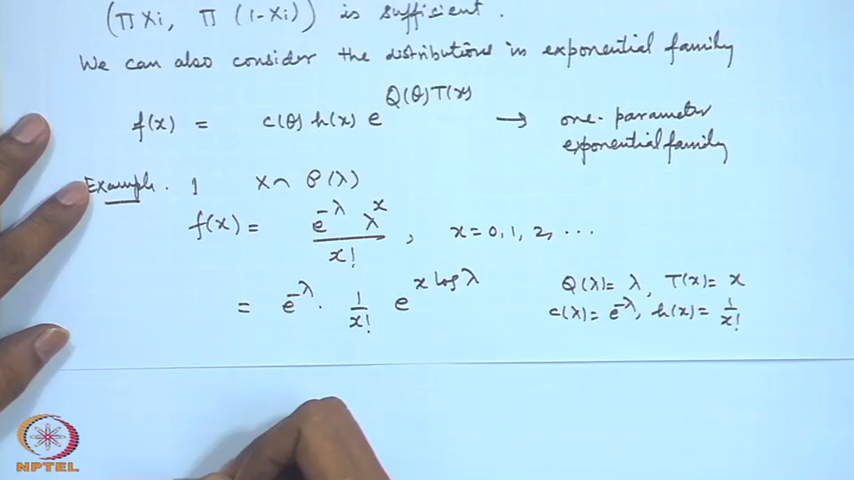 (π Xi, π (1-Xi)) is sufficient.
We can also consider the distributions in exponential family
f(x) = c(θ) h(x) e^{Q(θ)T(x)} → one-parameter
exponential family
Example. 1 X ~ P(λ)
f(x) = e^{-λ} λ^x / x! , x = 0, 1, 2, ...
= e^{-λ} · 1/x! e^{x log λ}
Q(λ) = λ, T(x) = x
c(λ) = e^{-λ}, h(x) = 1/x!
NPTEL